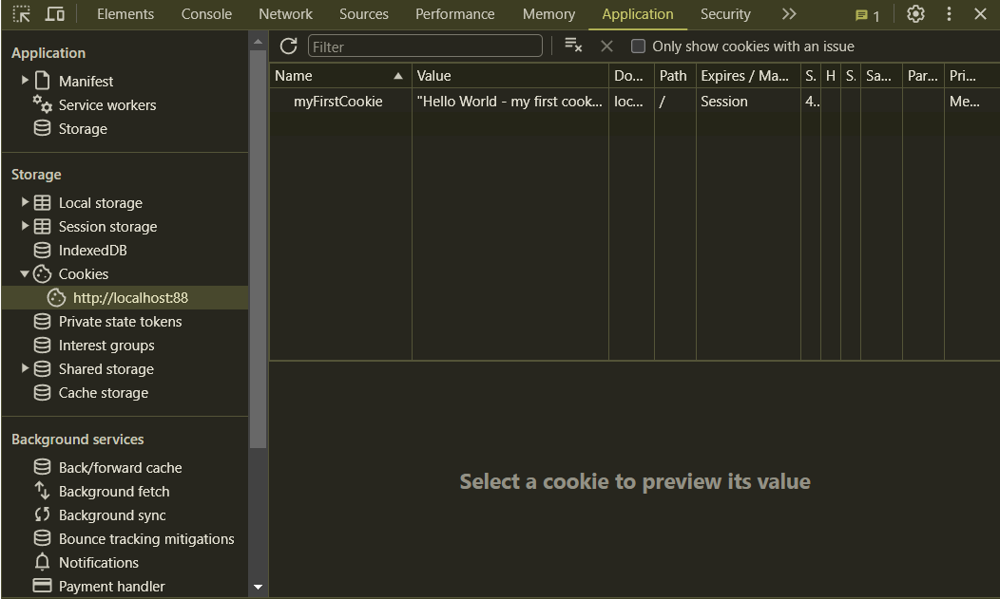 Elements Console Network Sources Performance Memory Application Security 1
Application
Manifest
Service workers
Storage
Storage
Local storage
Session storage
IndexedDB
Cookies
http://localhost:88
Private state tokens
Interest groups
Shared storage
Cache storage
Background services
Back/forward cache
Background fetch
Background sync
Bounce tracking mitigations
Notifications
Payment handler
Filter Only show cookies with an issue
Name Value Do... Path Expires / Ma... S. H S. Sa... Par... Pri...
myFirstCookie "Hello World - my first cook... loc... / Session 4.. Me...
Select a cookie to preview its value